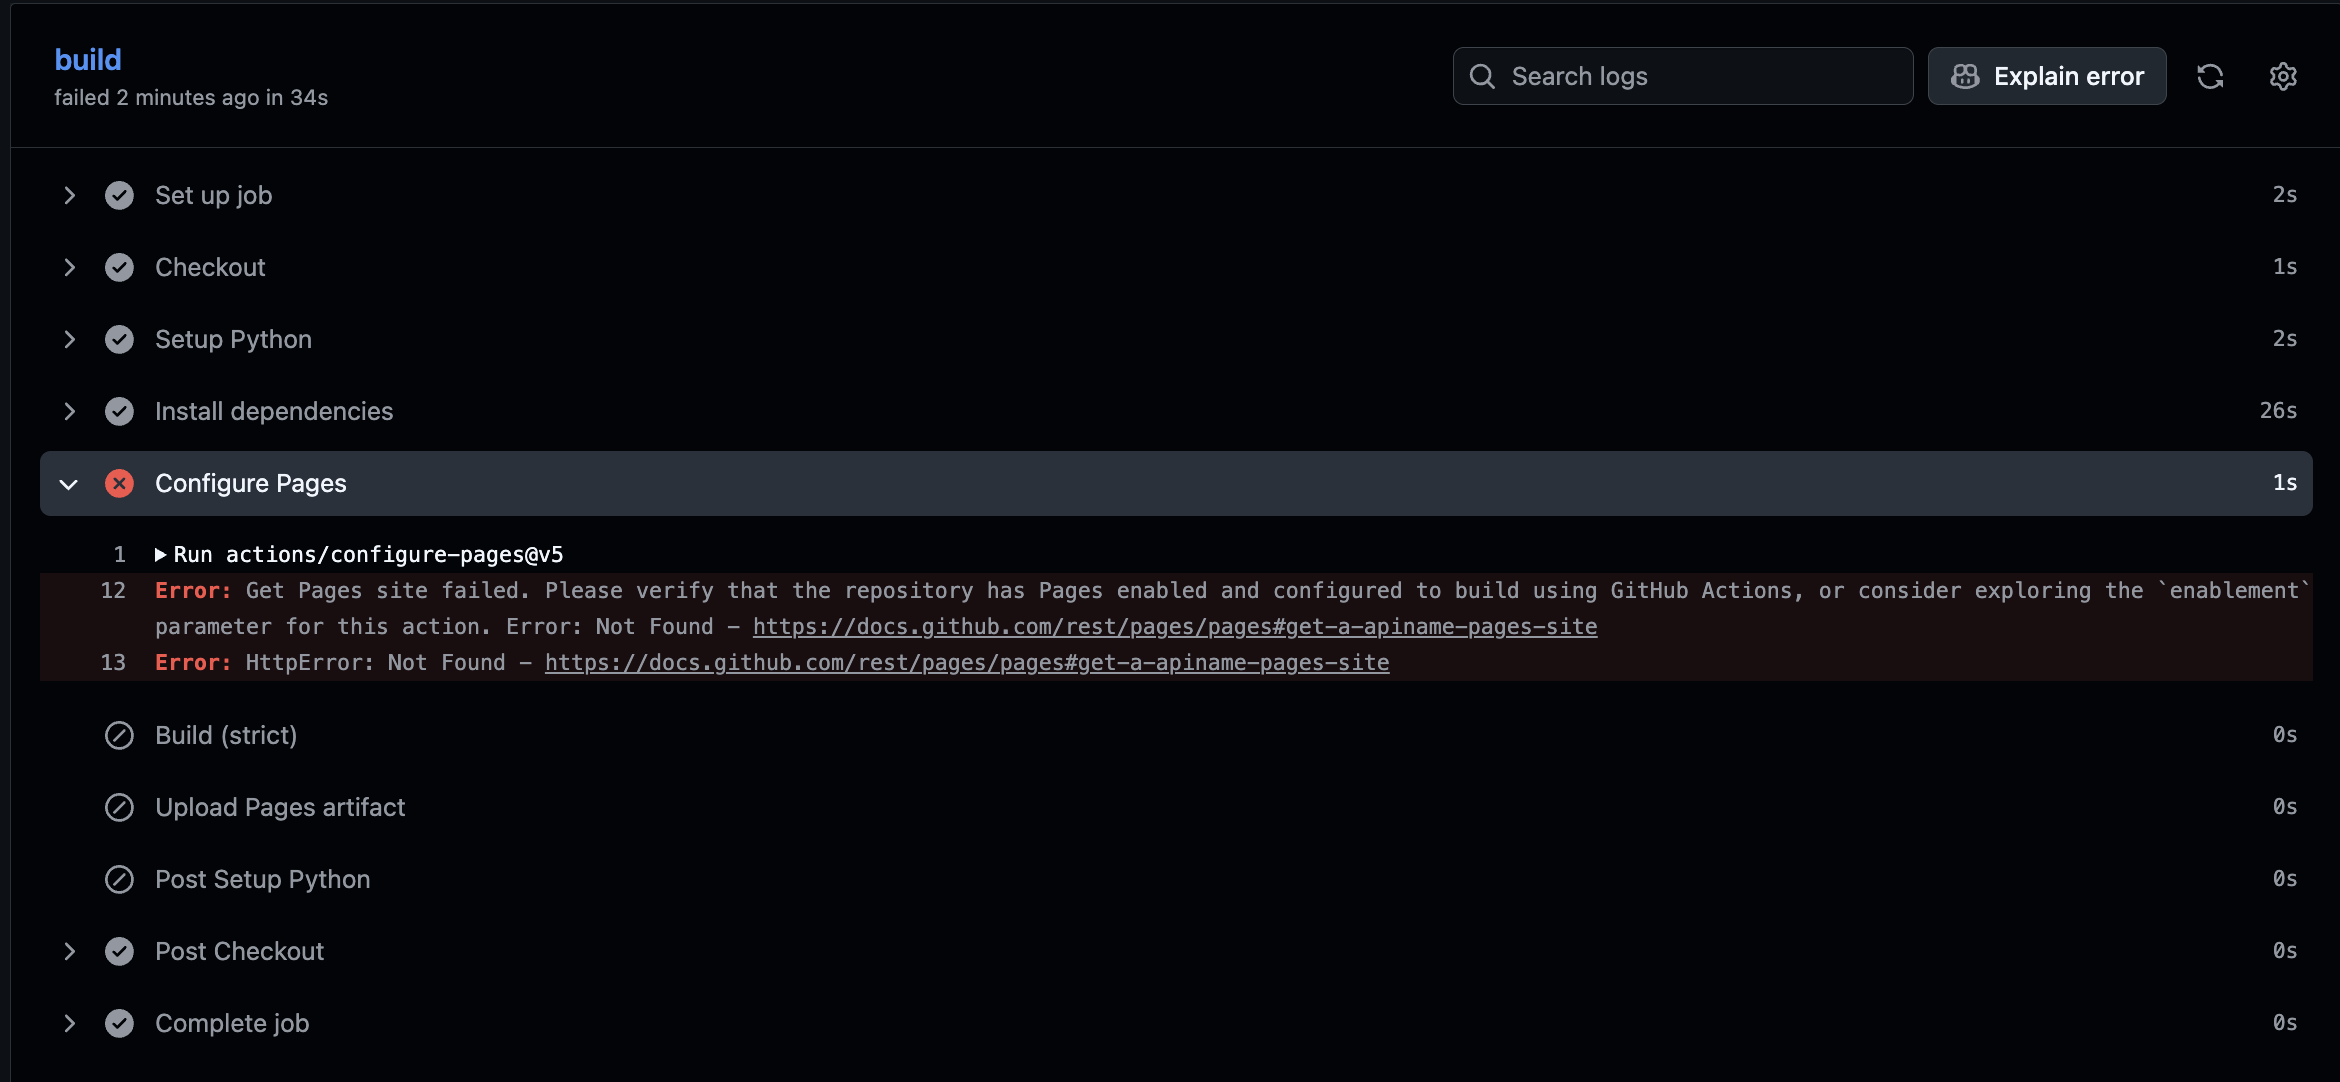 build
failed 2 minutes ago in 34s
Search logs
Explain error
Set up job 2s
Checkout 1s
Setup Python 2s
Install dependencies 26s
Configure Pages 1s
1 Run actions/configure-pages@v5
12 Error: Get Pages site failed. Please verify that the repository has Pages enabled and configured to build using GitHub Actions, or consider exploring the `enablement`
parameter for this action. Error: Not Found - https://docs.github.com/rest/pages/pages#get-a-apiname-pages-site
13 Error: HttpError: Not Found - https://docs.github.com/rest/pages/pages#get-a-apiname-pages-site
Build (strict) 0s
Upload Pages artifact 0s
Post Setup Python 0s
Post Checkout 0s
Complete job 0s